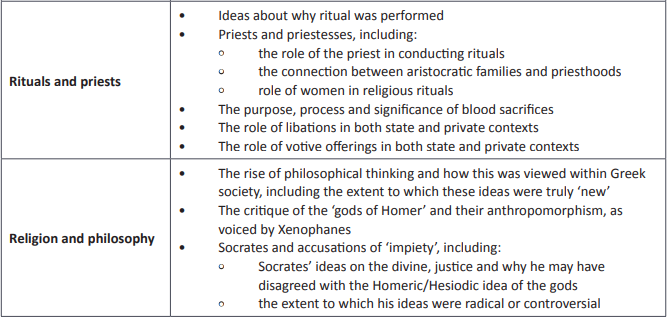 • Ideas about why ritual was performed
• Priests and priestesses, including:
o the role of the priest in conducting rituals
o the connection between aristocratic families and priesthoods
Rituals and priests
o role of women in religious rituals
• The purpose, process and significance of blood sacrifices
• The role of libations in both state and private contexts
• The role of votive offerings in both state and private contexts
• The rise of philosophical thinking and how this was viewed within Greek
society, including the extent to which these ideas were truly ‘new’
• The critique of the ‘gods of Homer’ and their anthropomorphism, as
Religion and philosophy
voiced by Xenophanes
• Socrates and accusations of ‘impiety’, including:
o Socrates’ ideas on the divine, justice and why he may have
disagreed with the Homeric/Hesiodic idea of the gods
o the extent to which his ideas were radical or controversial